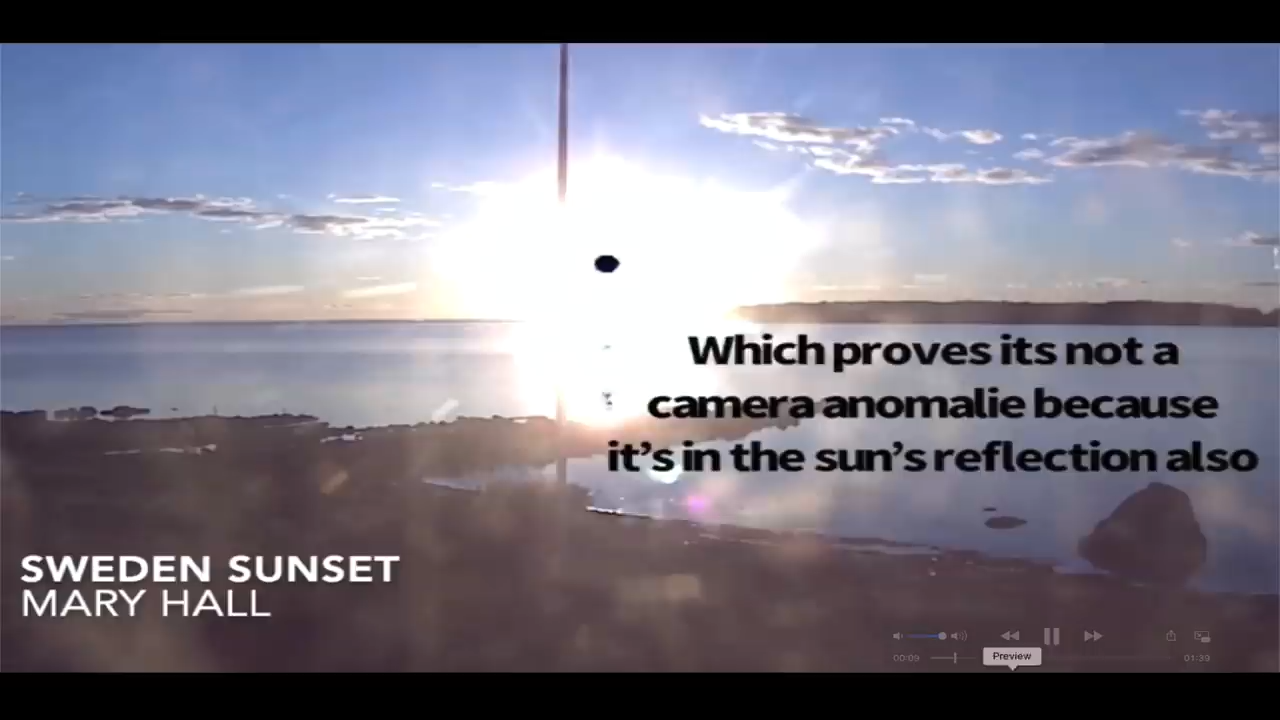 Which proves its not a
camera anomalie because
it's in the sun's reflection also
SWEDEN SUNSET
MARY HALL
00:09
Preview
01:39